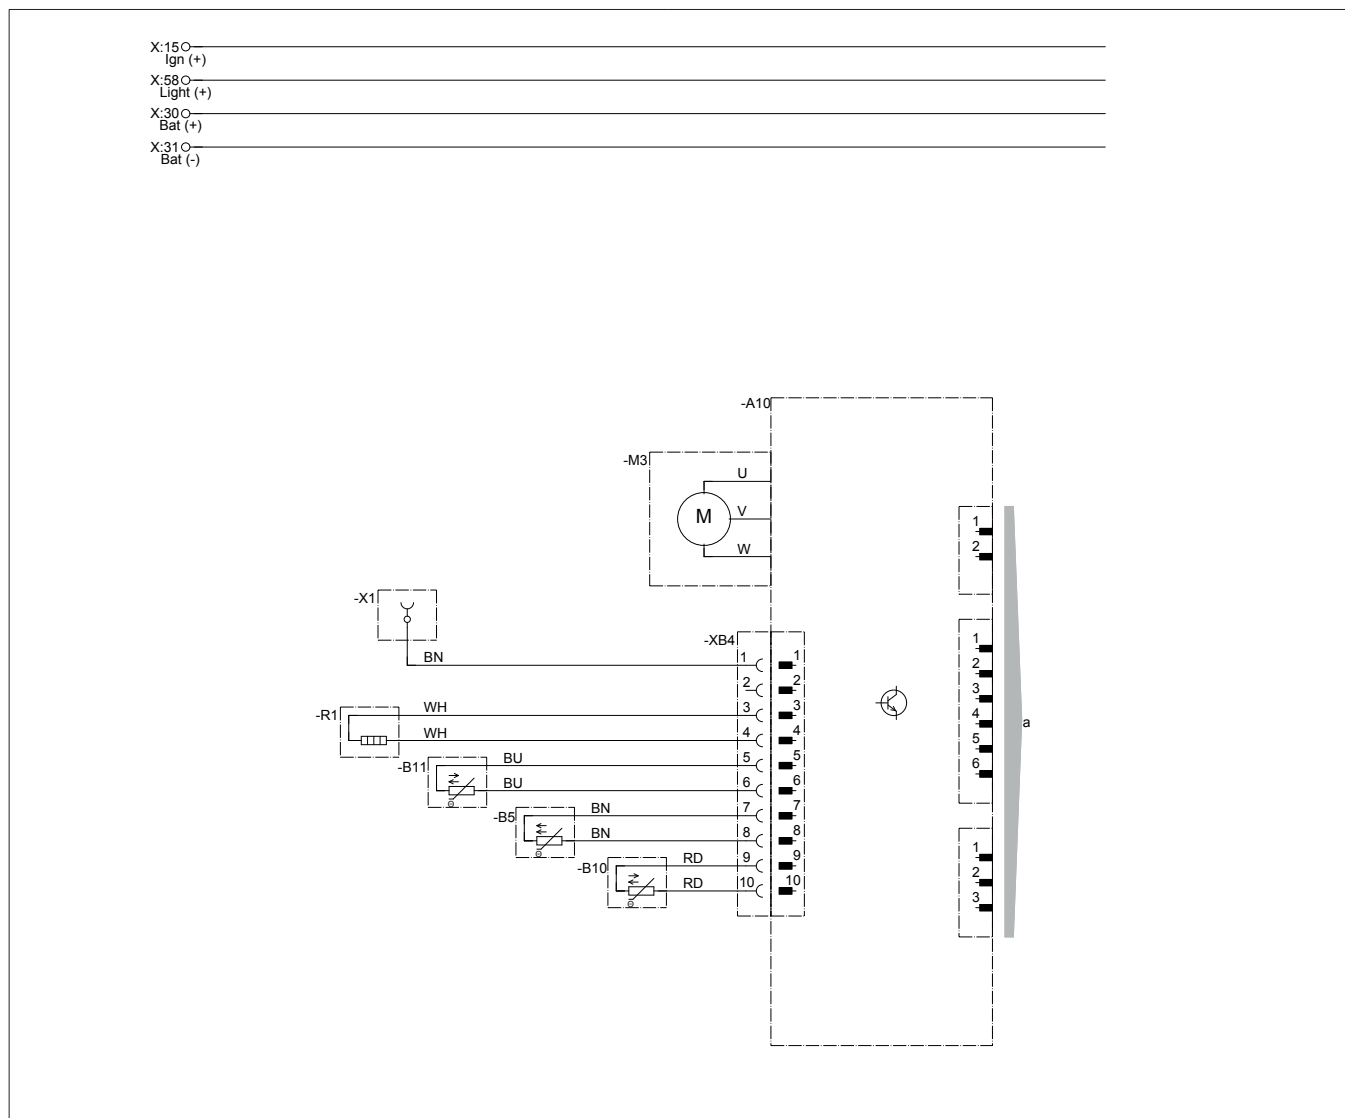 X:15
Ign (+)
X:58
Light (+)
X:30
Bat (+)
X:31
Bat (-)
-A10
-M3
U
M
V
W
1
2
-X1
-XB4
BN
1
1
2
2
-R1
WH
3
3
WH
4
4
-B11
BU
5
5
BU
6
6
-B5
BN
7
7
BN
8
8
-B10
RD
9
9
RD
10
10
1
2
3
4
5
6
a
1
2
3